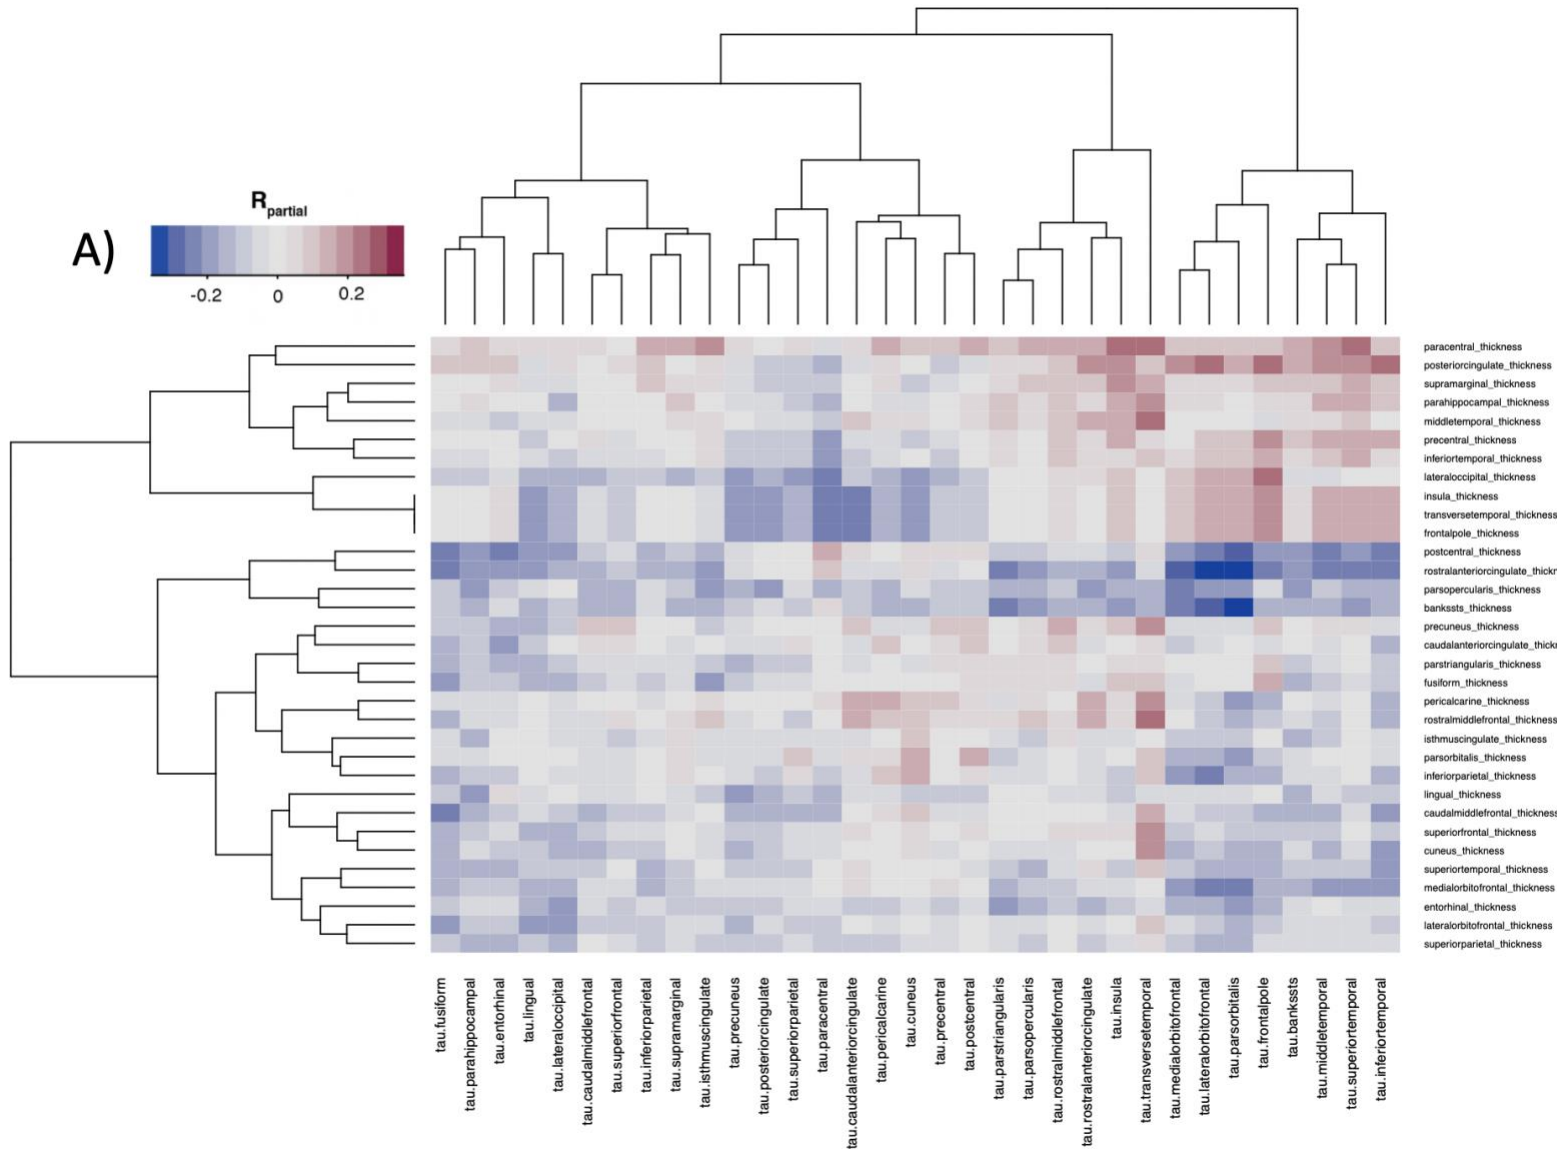 R partial
A)
-0.2 0 0.2
paracentral_thickness
posteriorcingulate_thickness
supramarginal_thickness
parahippocampal_thickness
middletemporal_thickness
precentral_thickness
inferiortemporal_thickness
lateraloccipital_thickness
insula_thickness
transversetemporal_thickness
frontalpole_thickness
postcentral_thickness
rostralanteriorcingulate_thickn
parsopercularis_thickness
bankssts_thickness
precuneus_thickness
caudalanteriorcingulate_thickn
parstriangularis_thickness
fusiform_thickness
pericalcarine_thickness
rostralmiddlefrontal_thickness
isthmuscingulate_thickness
parsorbitalis_thickness
inferiorparietal_thickness
lingual_thickness
caudalmiddlefrontal_thickness
superiorfrontal_thickness
cuneus_thickness
superiortemporal_thickness
medialorbitofrontal_thickness
entorhinal_thickness
lateralorbitofrontal_thickness
superiorparietal_thickness
tau.fusiform
tau.parahippocampal
tau.entorhinal
tau.lingual
tau.lateraloccipital
tau.caudalmiddlefrontal
tau.superiorfrontal
tau.inferiorparietal
tau.supramarginal
tau.isthmuscingulate
tau.precuneus
tau.posteriorcingulate
tau.superiorparietal
tau.paracentral
tau.caudalanteriorcingulate
tau.pericalcarine
tau.cuneus
tau.precentral
tau.postcentral
tau.parstriangularis
tau.parsopercularis
tau.rostralmiddlefrontal
tau.rostralanteriorcingulate
tau.insula
tau.transversetemporal
tau.medialorbitofrontal
tau.lateralorbitofrontal
tau.parsorbitalis
tau.frontalpole
tau.bankssts
tau.middletemporal
tau.superiortemporal
tau.inferiortemporal